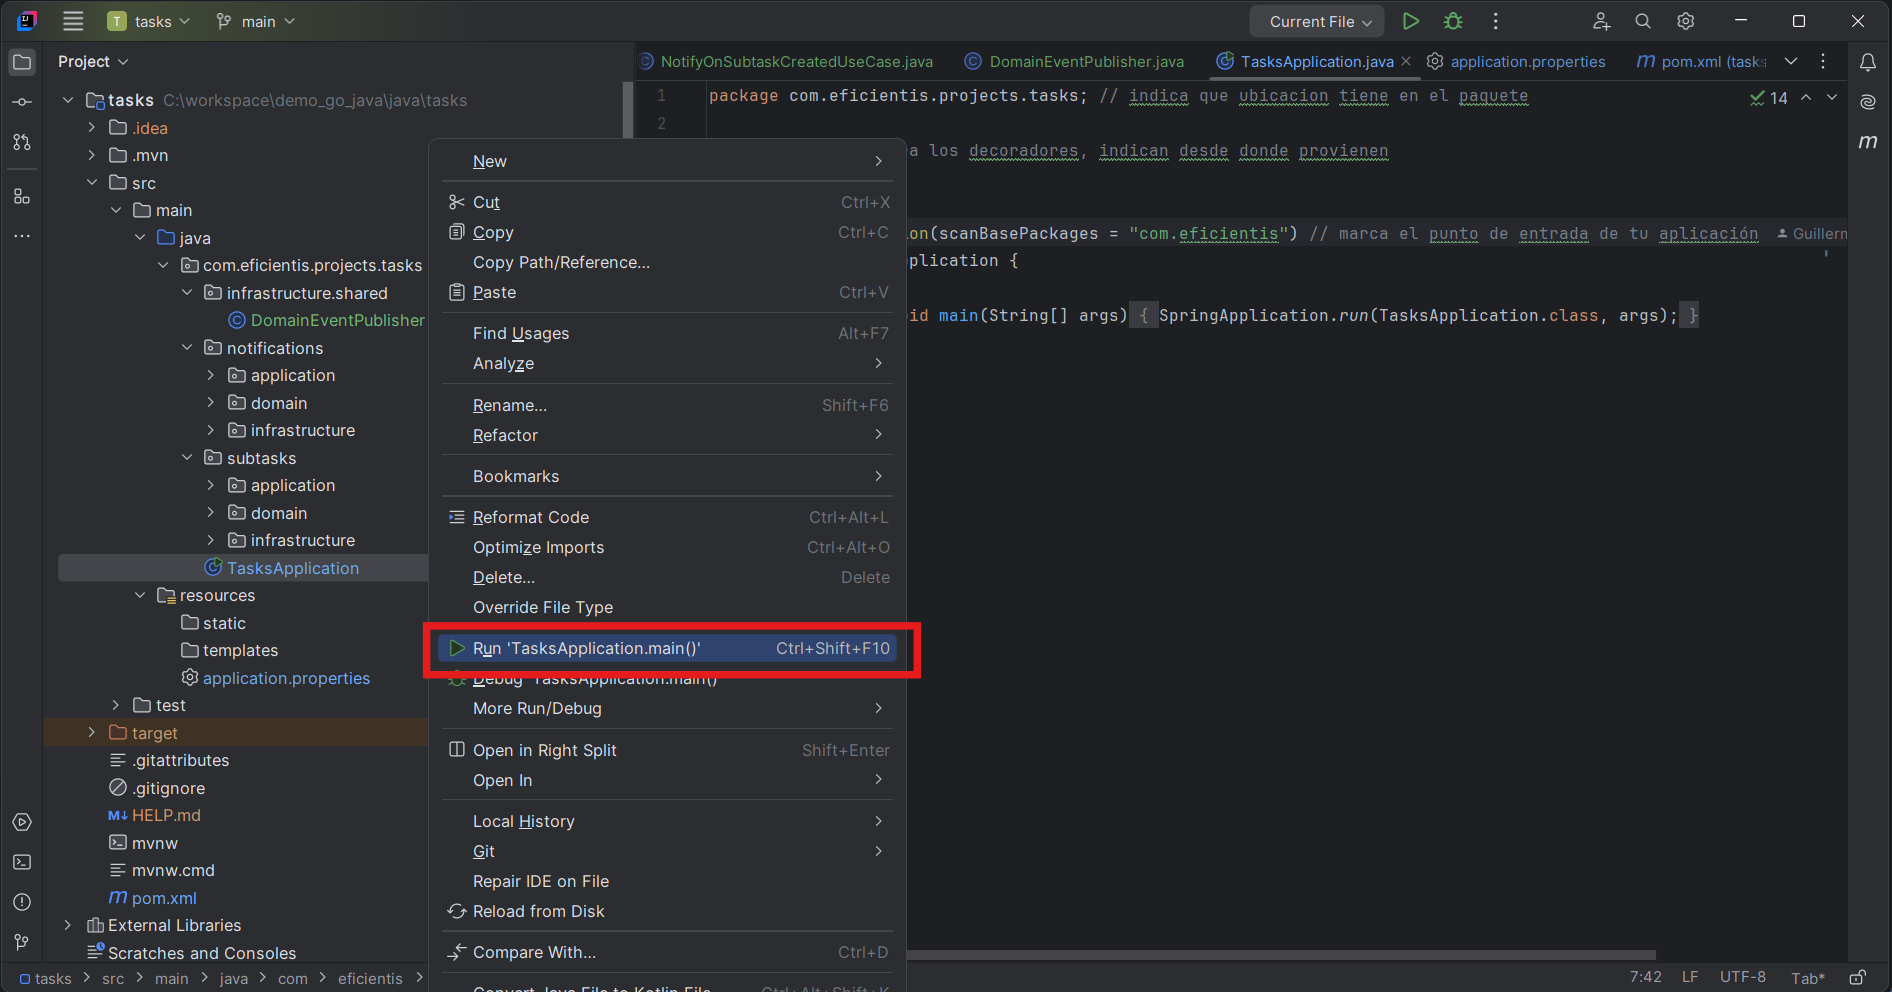 T tasks main Current File
Project
NotifyOnSubtaskCreatedUseCase.java DomainEventPublisher.java TasksApplication.java application.properties m pom.xml (tasks
tasks C:\workspace\demo_go_java\java\tasks
.idea
.mvn
src
main
java
com.eficientis.projects.tasks
infrastructure.shared
DomainEventPublisher
notifications
application
domain
infrastructure
subtasks
application
domain
infrastructure
TasksApplication
resources
static
templates
application.properties
test
target
.gitattributes
.gitignore
M↓ HELP.md
mvnw
mvnw.cmd
m pom.xml
External Libraries
Scratches and Consoles
New
Cut Ctrl+X
Copy Ctrl+C
Copy Path/Reference...
Paste Ctrl+V
Find Usages Alt+F7
Analyze
Rename... Shift+F6
Refactor
Bookmarks
Reformat Code Ctrl+Alt+L
Optimize Imports Ctrl+Alt+O
Delete... Delete
Override File Type
Run 'TasksApplication.main()' Ctrl+Shift+F10
Debug 'TasksApplication.main()'
More Run/Debug
Open in Right Split Shift+Enter
Open In
Local History
Git
Repair IDE on File
Reload from Disk
Compare With... Ctrl+D
Convert Java File to Kotlin File Ctrl+Alt+Shift+K
1 package com.eficientis.projects.tasks; // indica que ubicacion tiene en el paquete
14
2
a los decoradores, indican desde donde provienen
on(scanBasePackages = "com.eficientis") // marca el punto de entrada de tu aplicación Guillerm
plication {
id main(String[] args) { SpringApplication.run(TasksApplication.class, args); }
m
tasks > src > main > java > com > eficientis >
7:42 LF UTF-8 Tab*